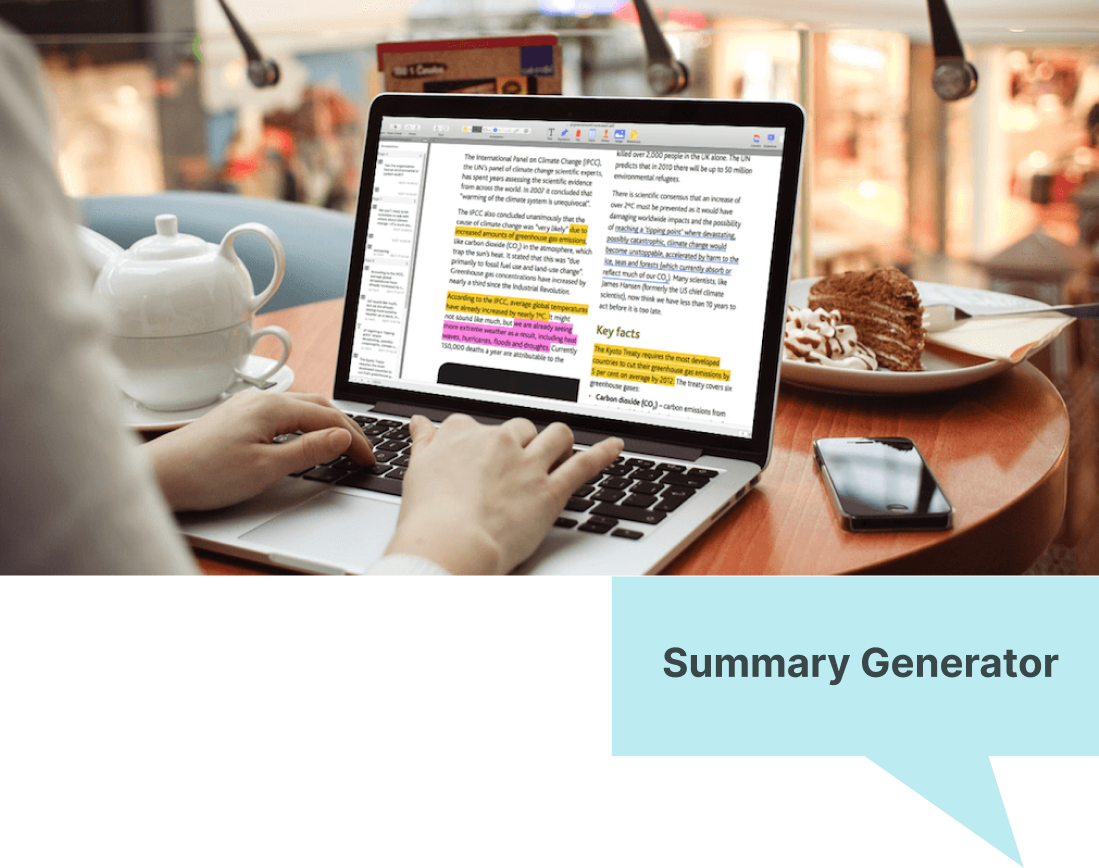 The International Panel on Climate Change (IPCC),
the UN's panel of climate change scientific experts,
has spent years assessing the scientific evidence
from across the world. In 2007 it concluded that
"warming of the climate system is unequivocal".
The IPCC also concluded unanimously that the
cause of climate change was "very likely" due to
increased amounts of greenhouse gas emissions,
like carbon dioxide (CO₂) in the atmosphere, which
trap the sun's heat. It stated that this was "due
primarily to fossil fuel use and land-use change".
Greenhouse gas concentrations have increased by
nearly a third since the Industrial Revolution.
According to the IPCC, average global temperatures
have already increased by nearly 1ºC. It might
not sound like much, but we are already seeing
more extreme weather as a result, including heat
waves, hurricanes, floods and droughts. Currently
150,000 deaths a year are attributable to the
killed over 2,000 people in the UK alone. The UN
predicts that in 2010 there will be up to 50 million
environmental refugees.
There is scientific consensus that an increase of
over 2ºC must be prevented as it would have
damaging worldwide impacts and the possibility
of reaching a 'tipping point' where devastating,
possibly catastrophic, climate change would
become unstoppable, accelerated by harm to the
ice, seas and forests (which currently absorb or
reflect much of our CO₂). Many scientists, like
James Hansen (formerly the US chief climate
scientist), now think we have less than 10 years to
act before it is too late.
Key facts
The Kyoto Treaty requires the most developed
countries to cut their greenhouse gas emissions by
5 per cent on average by 2012. The treaty covers six
greenhouse gases:
• Carbon dioxide (CO₂) – carbon emissions from
Summary Generator